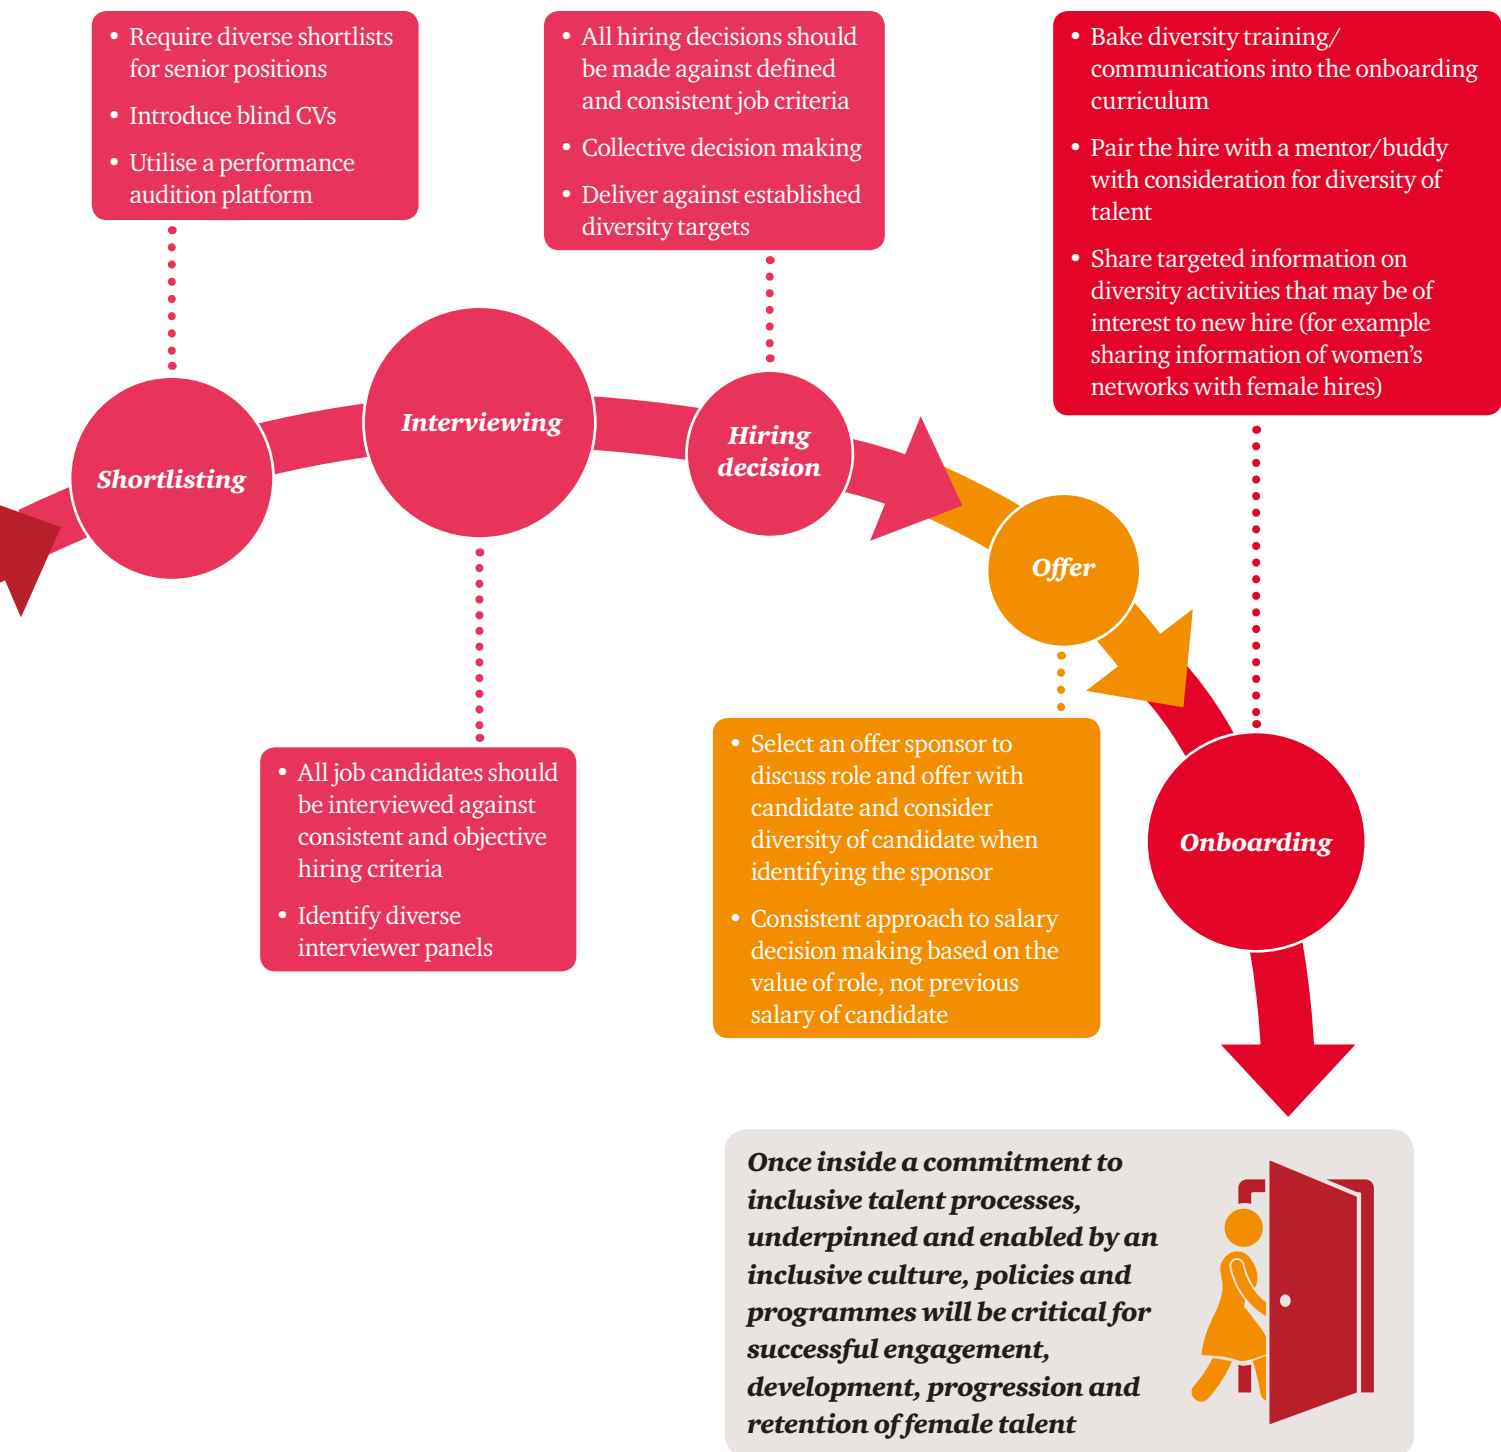 • Require diverse shortlists
for senior positions
• Introduce blind CVs
• Utilise a performance
audition platform
• All hiring decisions should
be made against defined
and consistent job criteria
• Collective decision making
• Deliver against established
diversity targets
• Bake diversity training/
communications into the onboarding
curriculum
• Pair the hire with a mentor/buddy
with consideration for diversity of
talent
• Share targeted information on
diversity activities that may be of
interest to new hire (for example
sharing information of women’s
networks with female hires)
Shortlisting
Interviewing
Hiring
decision
Offer
Onboarding
• All job candidates should
be interviewed against
consistent and objective
hiring criteria
• Identify diverse
interviewer panels
• Select an offer sponsor to
discuss role and offer with
candidate and consider
diversity of candidate when
identifying the sponsor
• Consistent approach to salary
decision making based on the
value of role, not previous
salary of candidate
Once inside a commitment to
inclusive talent processes,
underpinned and enabled by an
inclusive culture, policies and
programmes will be critical for
successful engagement,
development, progression and
retention of female talent